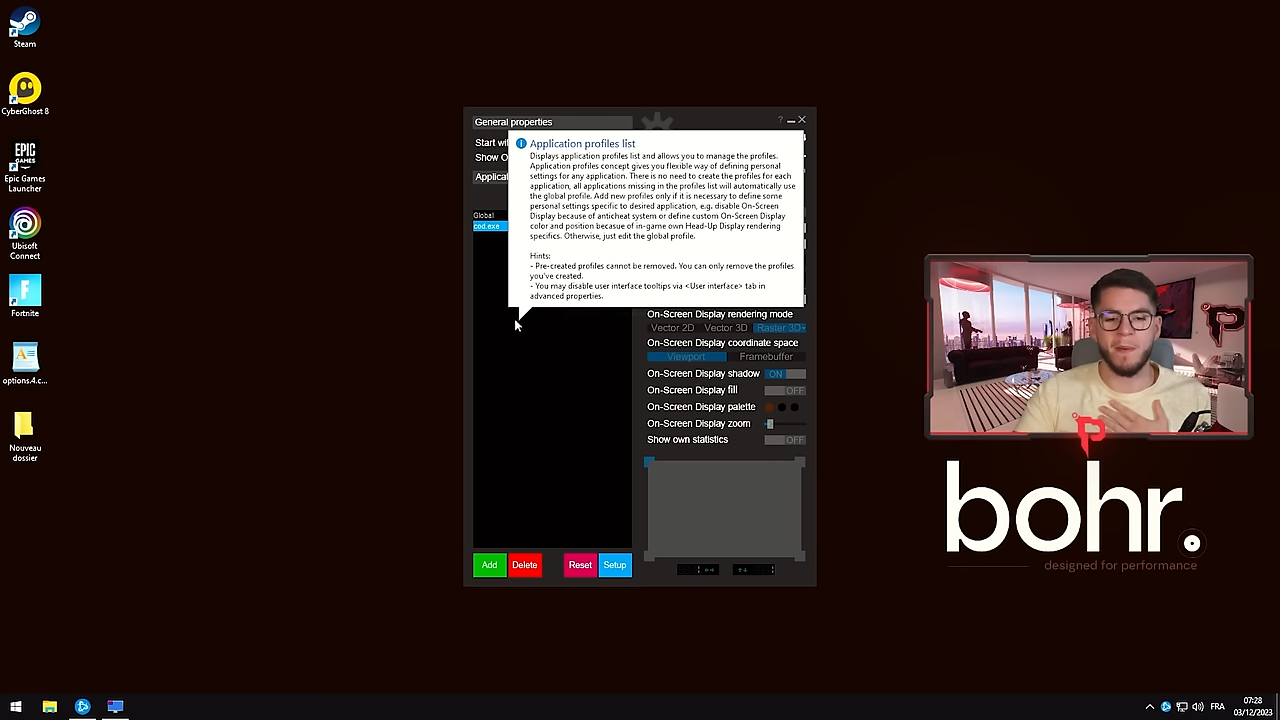 Steam
CyberGhost 8
EPIC
GAMES
Epic Games
Launcher
Ubisoft
Connect
Fortnite
options.4.c...
Nouveau
dossier
General properties
Start wi
Show O
Applicat
Application profiles list
Displays application profiles list and allows you to manage the profiles.
Application profiles concept gives you flexible way of defining personal
settings for any application. There is no need to create the profiles for each
application, all applications missing in the profiles list will automatically use
the global profile. Add new profiles only if it is necessary to define some
personal settings specific to desired application, e.g. disable On-Screen
Display because of anticheat system or define custom On-Screen Display
color and position because of in-game own Head-Up Display rendering
specifics. Otherwise, just edit the global profile.
Hints:
- Pre-created profiles cannot be removed. You can only remove the profiles
you've created.
- You may disable user interface tooltips via <User interface> tab in
advanced properties.
Global
cod.exe
On-Screen Display rendering mode
Vector 2D Vector 3D Raster 3D
On-Screen Display coordinate space
Viewport Framebuffer
On-Screen Display shadow ON
On-Screen Display fill OFF
On-Screen Display palette
On-Screen Display zoom
Show own statistics OFF
Add Delete Reset Setup
bohr.
designed for performance
FRA
07:28
03/12/2023